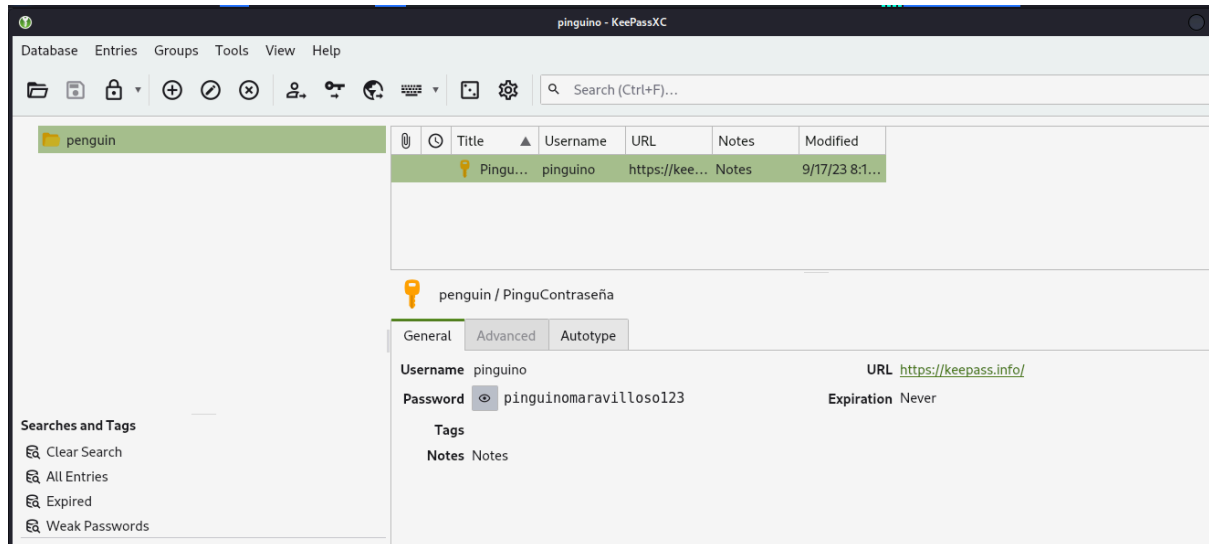 pinguino - KeePassXC
Database Entries Groups Tools View Help
Search (Ctrl+F)...
penguin
Title Username URL Notes Modified
Pingu... pinguino https://kee... Notes 9/17/23 8:1...
penguin / PinguContraseña
General Advanced Autotype
Username pinguino URL https://keepass.info/
Password pinguinomaravilloso123 Expiration Never
Tags
Notes Notes
Searches and Tags
Clear Search
All Entries
Expired
Weak Passwords